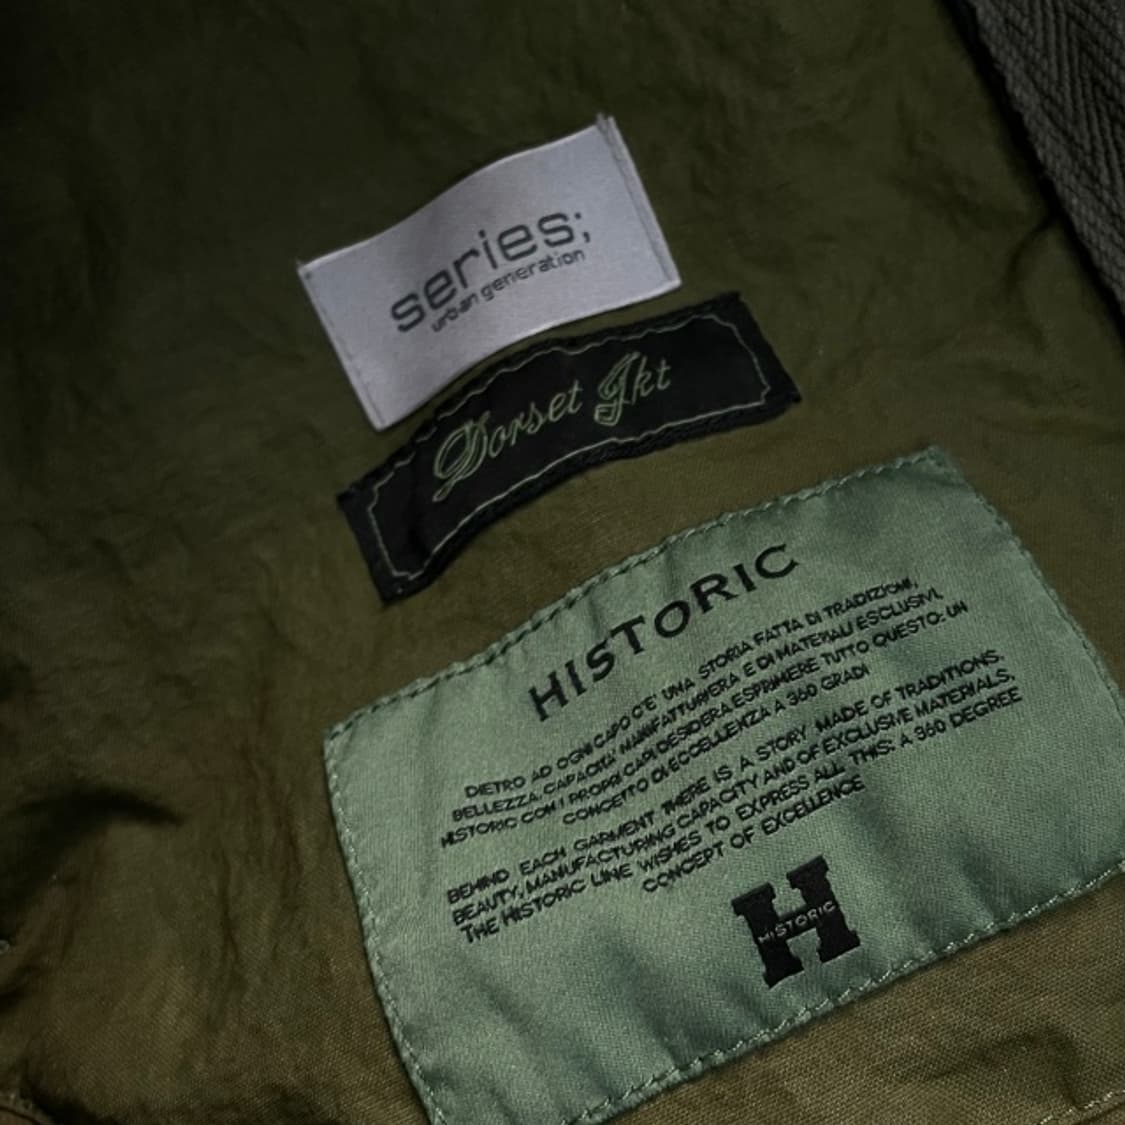 series;
urban generation
Dorset Jkt
HISTORIC
DIETRO AD OGNI CAPO C'E' UNA STORIA FATTA DI TRADIZIONI,
BELLEZZA, CAPACITA' MANIFATTURIERA E DI MATERIALI ESCLUSIVI,
HISTORIC CON I PROPRI CAPI DESIDERA ESPRIMERE TUTTO QUESTO: UN
CONCETTO DI ECCELLENZA A 360 GRADI
BEHIND EACH GARMENT THERE IS A STORY MADE OF TRADITIONS.
BEAUTY, MANUFACTURING CAPACITY AND OF EXCLUSIVE MATERIALS,
THE HISTORIC LINE WISHES TO EXPRESS ALL THIS: A 360 DEGREE
CONCEPT OF EXCELLENCE
H
HISTORIC